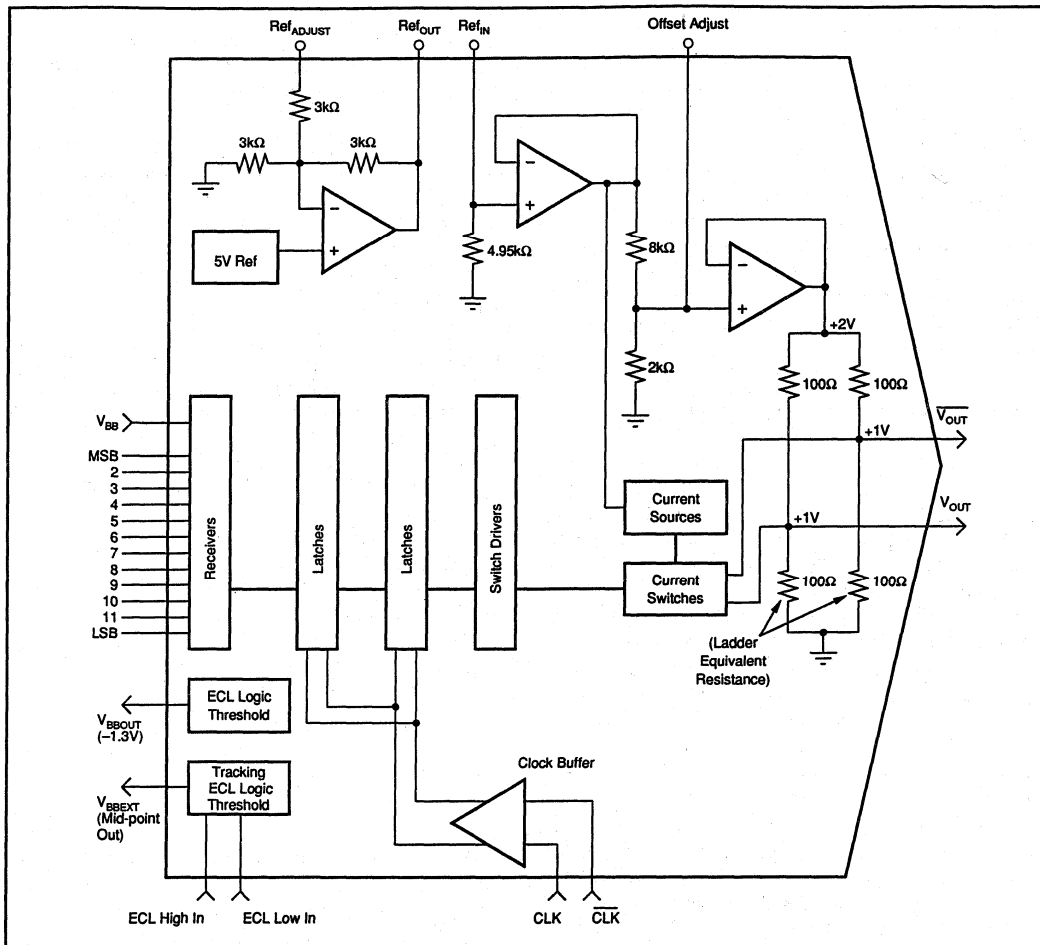 Ref_ADJUST
Ref_OUT
Ref_IN
Offset Adjust
3kΩ
3kΩ
3kΩ
5V Ref
−
+
−
+
4.95kΩ
8kΩ
2kΩ
−
+
+2V
100Ω
100Ω
V̅_O̅U̅T̅
+1V
V_OUT
+1V
V_BB
MSB
2
3
4
5
6
7
8
9
10
11
LSB
Receivers
Latches
Latches
Switch Drivers
Current
Sources
Current
Switches
100Ω
100Ω
(Ladder
Equivalent
Resistance)
ECL Logic
Threshold
V_BBOUT
(−1.3V)
Tracking
ECL Logic
Threshold
V_BBEXT
(Mid-point
Out)
Clock Buffer
ECL High In
ECL Low In
CLK
C̅L̅K̅